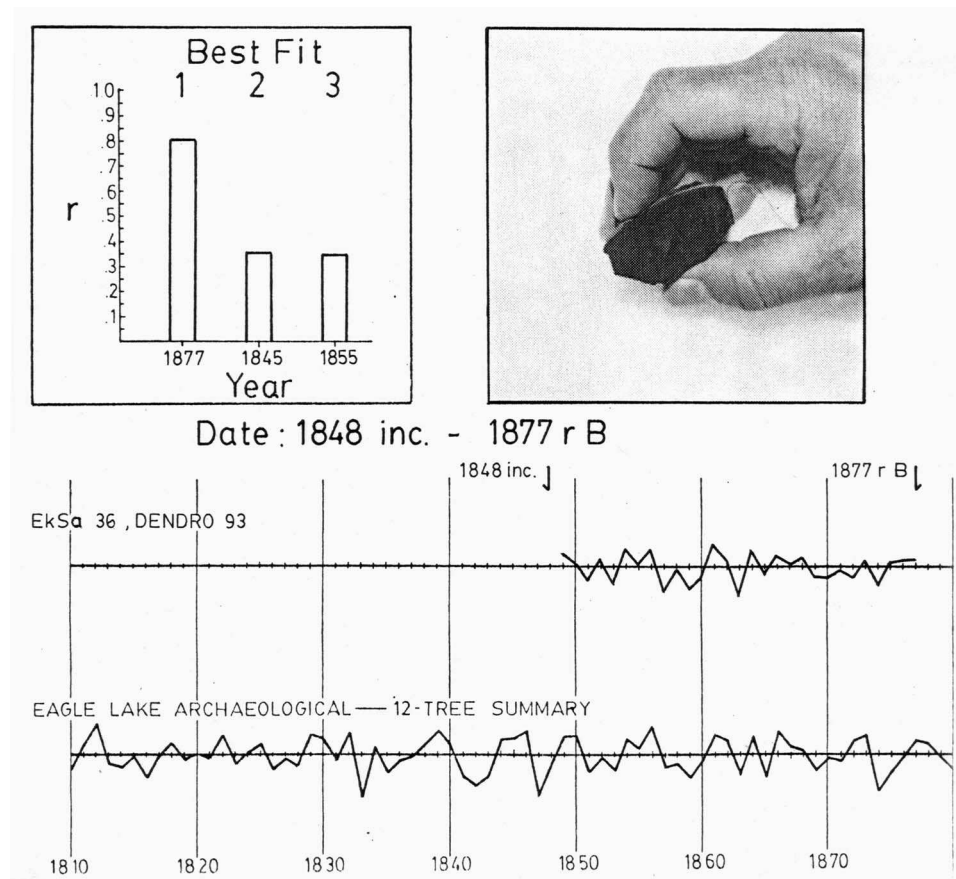 Best Fit
1 2 3
10
.9
.8
.7
.6
.5
.4
.3
.2
.1
r
1877 1845 1855
Year
Date : 1848 inc. - 1877 r B
1848 inc. 1877 r B
EkSa 36 , DENDRO 93
EAGLE LAKE ARCHAEOLOGICAL — 12-TREE SUMMARY
1810 1820 1830 1840 1850 1860 1870